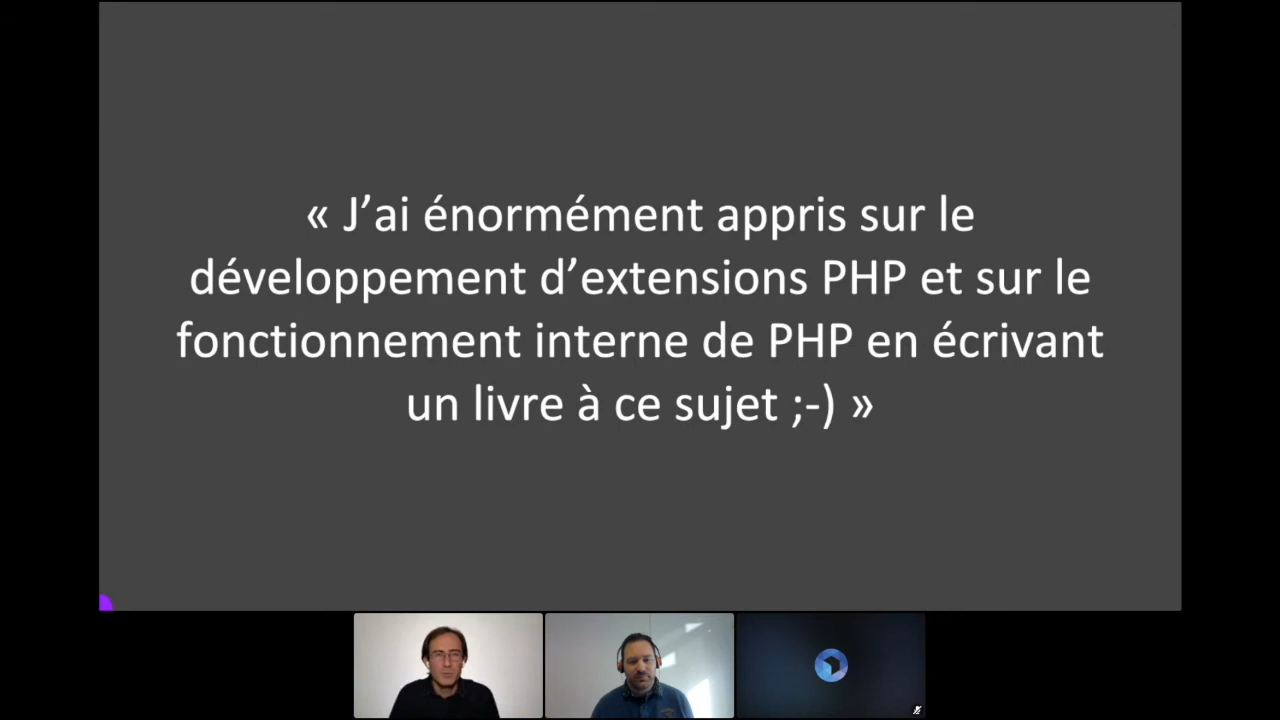 « J’ai énormément appris sur le
développement d’extensions PHP et sur le
fonctionnement interne de PHP en écrivant
un livre à ce sujet ;-) »